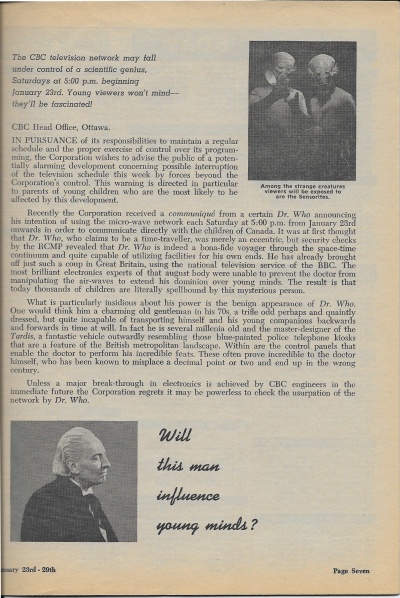 The CBC television network may fall
under control of a scientific genius,
Saturdays at 5:00 p.m. beginning
January 23rd. Young viewers won't mind—
they'll be fascinated!
Among the strange creatures
viewers will be exposed to
are the Sensorites.
CBC Head Office, Ottawa.
IN PURSUANCE of its responsibilities to maintain a regular
schedule and the proper exercise of control over its program-
ming, the Corporation wishes to advise the public of a poten-
tially alarming development concerning possible interruption
of the television schedule this week by forces beyond the
Corporation's control. This warning is directed in particular
to parents of young children who are the most likely to be
affected by this development.
Recently the Corporation received a communiqué from a certain Dr. Who announcing
his intention of using the micro-wave network each Saturday at 5:00 p.m. from January 23rd
onwards in order to communicate directly with the children of Canada. It was at first thought
that Dr. Who, who claims to be a time-traveller, was merely an eccentric, but security checks
by the RCMP revealed that Dr. Who is indeed a bona-fide voyager through the space-time
continuum and quite capable of utilizing facilities for his own ends. He has already brought
off just such a coup in Great Britain, using the national television service of the BBC. The
most brilliant electronics experts of that august body were unable to prevent the doctor from
manipulating the air-waves to extend his dominion over young minds. The result is that
today thousands of children are literally spellbound by this mysterious person.
What is particularly insidious about his power is the benign appearance of Dr. Who.
One would think him a charming old gentleman in his 70s, a trifle odd perhaps and quaintly
dressed, but quite incapable of transporting himself and his young companions backwards
and forwards in time at will. In fact he is several millenia old and the master-designer of the
Tardis, a fantastic vehicle outwardly resembling those blue-painted police telephone kiosks
that are a feature of the British metropolitan landscape. Within are the control panels that
enable the doctor to perform his incredible feats. These often prove incredible to the doctor
himself, who has been known to misplace a decimal point or two and end up in the wrong
century.
Unless a major break-through in electronics is achieved by CBC engineers in the
immediate future the Corporation regrets it may be powerless to check the usurpation of the
network by Dr. Who.
Will
this man
influence
young minds?
nuary 23rd - 29th
Page Seven